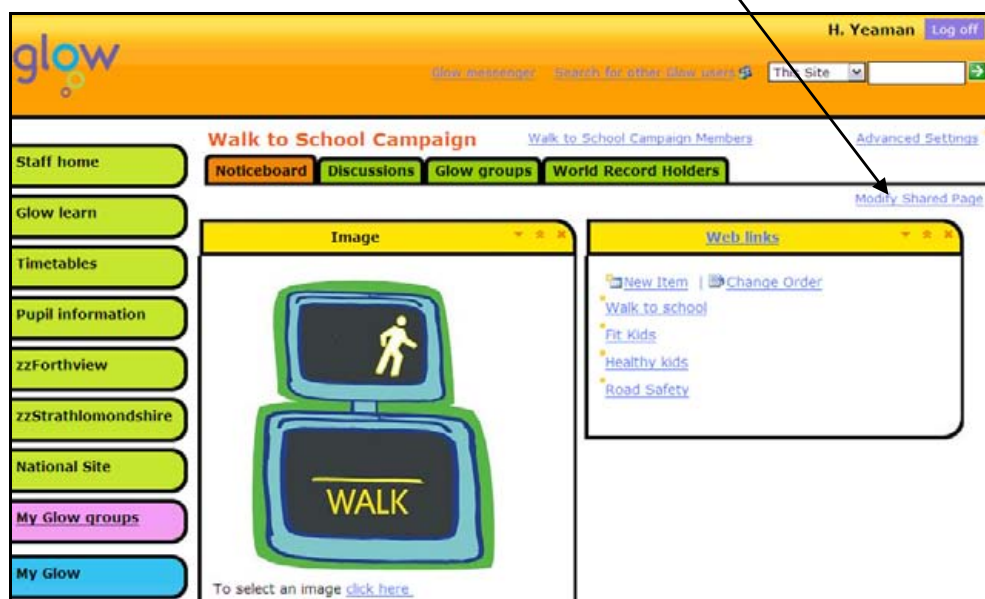 H. Yeaman Log off
glow
Glow messenger Search for other Glow users This Site
Walk to School Campaign Walk to School Campaign Members Advanced Settings
Noticeboard Discussions Glow groups World Record Holders
Modify Shared Page
Staff home
Glow learn
Timetables
Pupil information
zzForthview
zzStrathlomondshire
National Site
My Glow groups
My Glow
Image
WALK
To select an image click here
Web links
New Item | Change Order
Walk to school
Fit Kids
Healthy kids
Road Safety